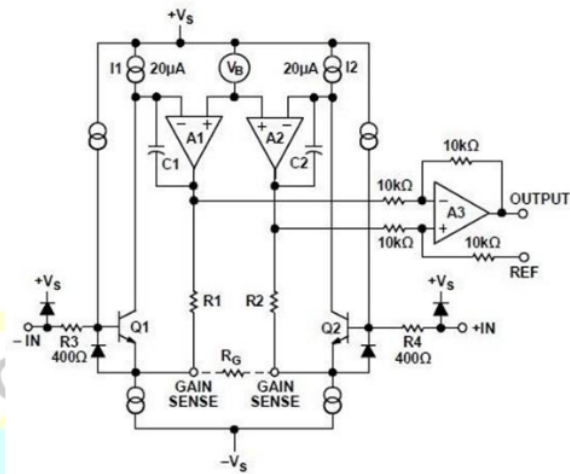 +VS
I1 20µA VB 20µA I2
− + + −
A1 A2
C1 C2
10kΩ
10kΩ − OUTPUT
A3
10kΩ + 10kΩ
REF
+VS R1 R2 +VS
Q1 Q2
−IN R3 400Ω RG R4 400Ω +IN
GAIN SENSE GAIN SENSE
−VS